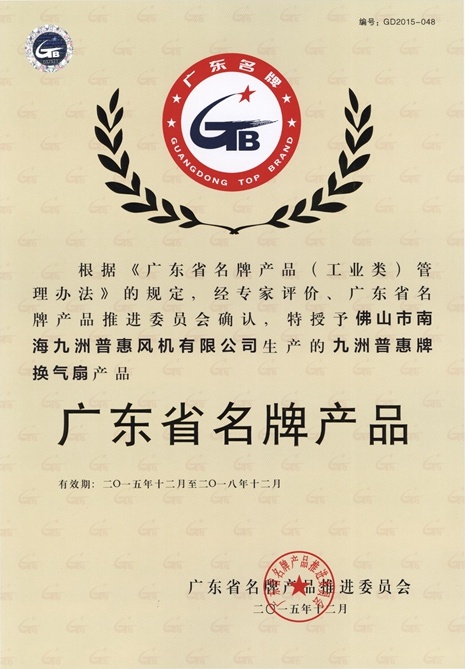 编号：GD2015-048
GTB
广东名牌
GTB
GUANGDONG TOP BRAND
根据《广东省名牌产品（工业类）管
理办法》的规定，经专家评价、广东省名
牌产品推进委员会确认，特授予佛山市南
海九洲普惠风机有限公司生产的九洲普惠牌
换气扇产品
广东省名牌产品
有效期：二〇一五年十二月至二〇一八年十二月
广东省名牌产品推进委员会
二〇一五年十二月